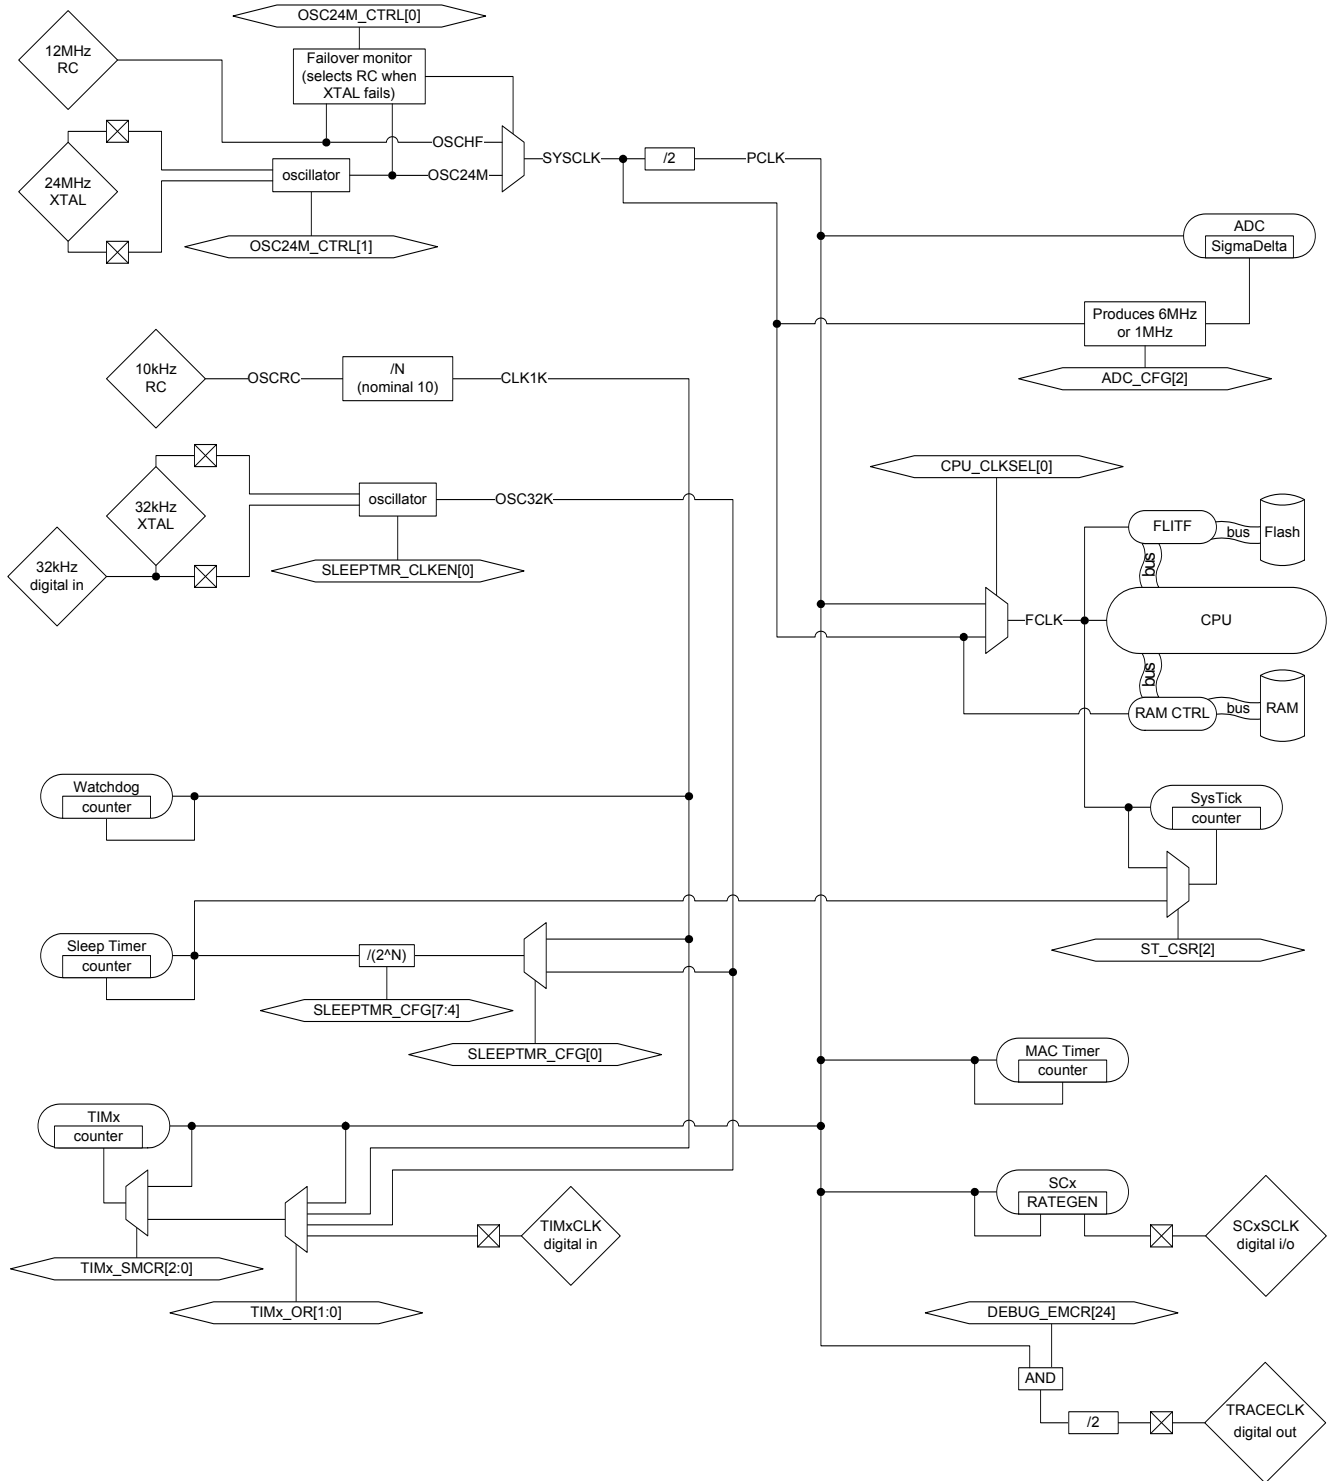 OSC24M_CTRL[0]
12MHz
RC
Failover monitor
(selects RC when
XTAL fails)
OSCHF
SYSCLK
/2
PCLK
24MHz
XTAL
oscillator
OSC24M
OSC24M_CTRL[1]
ADC
SigmaDelta
Produces 6MHz
or 1MHz
ADC_CFG[2]
10kHz
RC
OSCRC
/N
(nominal 10)
CLK1K
32kHz
XTAL
oscillator
OSC32K
32kHz
digital in
SLEEPTMR_CLKEN[0]
CPU_CLKSEL[0]
FLITF
bus
Flash
bus
FCLK
CPU
bus
RAM CTRL
bus
RAM
Watchdog
counter
SysTick
counter
ST_CSR[2]
Sleep Timer
counter
/(2^N)
SLEEPTMR_CFG[7:4]
SLEEPTMR_CFG[0]
MAC Timer
counter
TIMx
counter
TIMxCLK
digital in
TIMx_SMCR[2:0]
TIMx_OR[1:0]
SCx
RATEGEN
SCxSCLK
digital i/o
DEBUG_EMCR[24]
AND
/2
TRACECLK
digital out